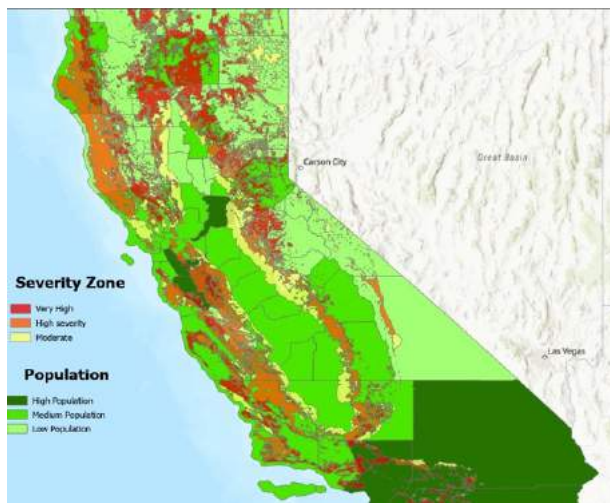 Carson City
Great Basin
Las Vegas
Severity Zone
Very High
High severity
Moderate
Population
High Population
Medium Population
Low Population